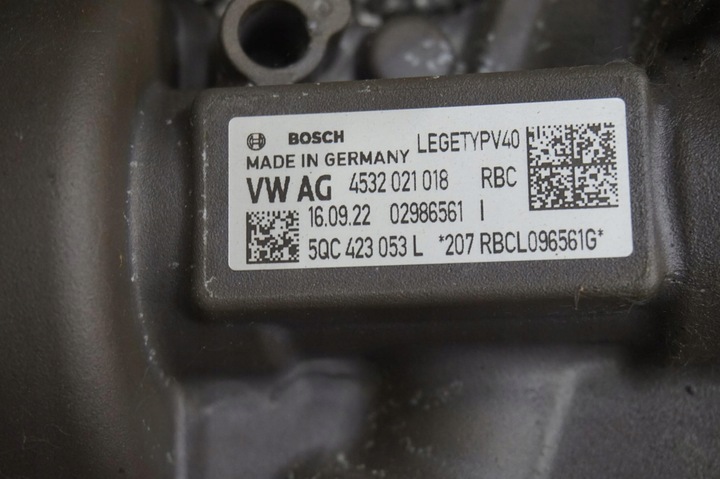 BOSCH LEGETYPV40
MADE IN GERMANY
VW AG 4532 021 018 RBC
16.09.22 02986561 I
5QC 423 053 L *207 RBCL096561G*